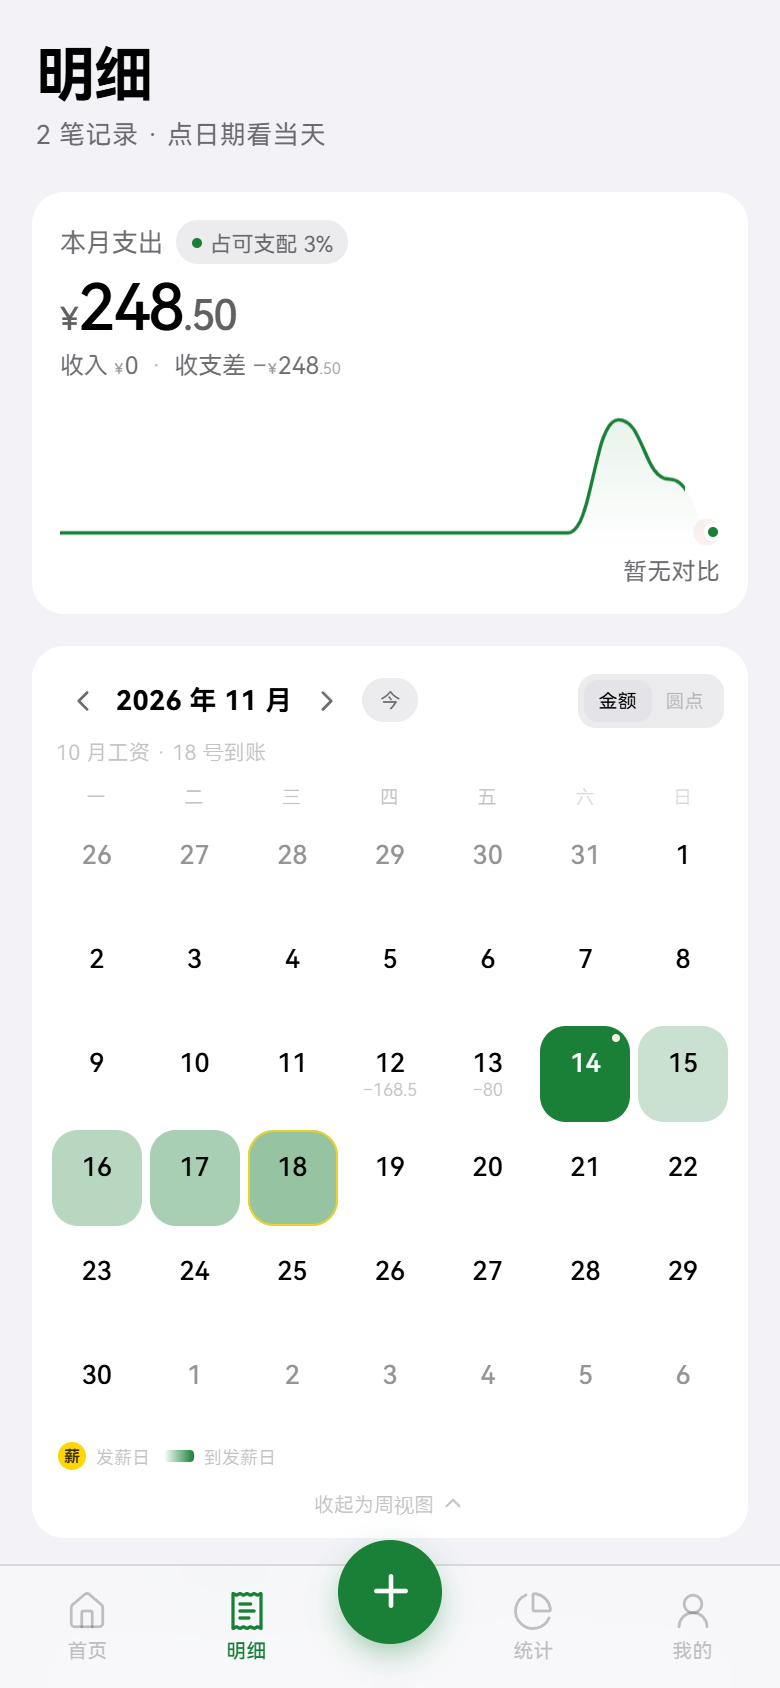 明细
2 笔记录 · 点日期看当天
本月支出 占可支配 3%
¥248.50
收入 ¥0 · 收支差 −¥248.50
暂无对比
2026 年 11 月 今 金额 圆点
10 月工资 · 18 号到账
一 二 三 四 五 六 日
26 27 28 29 30 31 1
2 3 4 5 6 7 8
9 10 11 12 13 14 15
−168.5 −80
16 17 18 19 20 21 22
23 24 25 26 27 28 29
30 1 2 3 4 5 6
薪 发薪日 到发薪日
收起为周视图
首页 明细 统计 我的